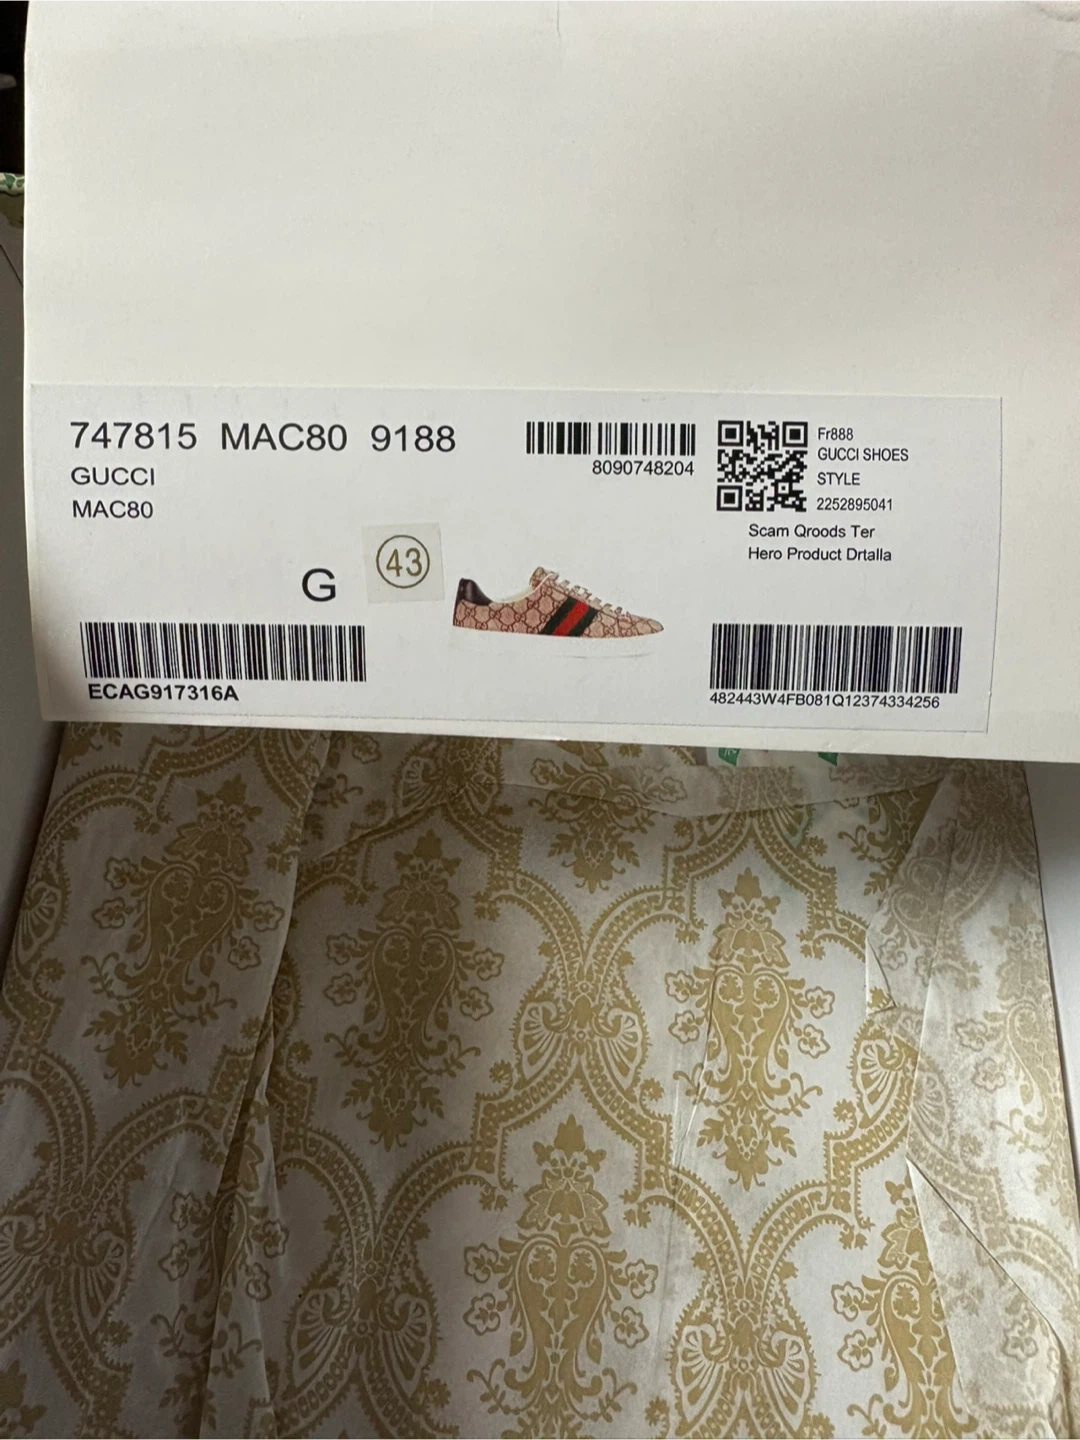 747815 MAC80 9188
GUCCI
MAC80
8090748204
Fr888
GUCCI SHOES
STYLE
2252895041
Scam Qroods Ter
Hero Product Drtalla
G
43
ECAG917316A
482443W4FB081Q12374334256